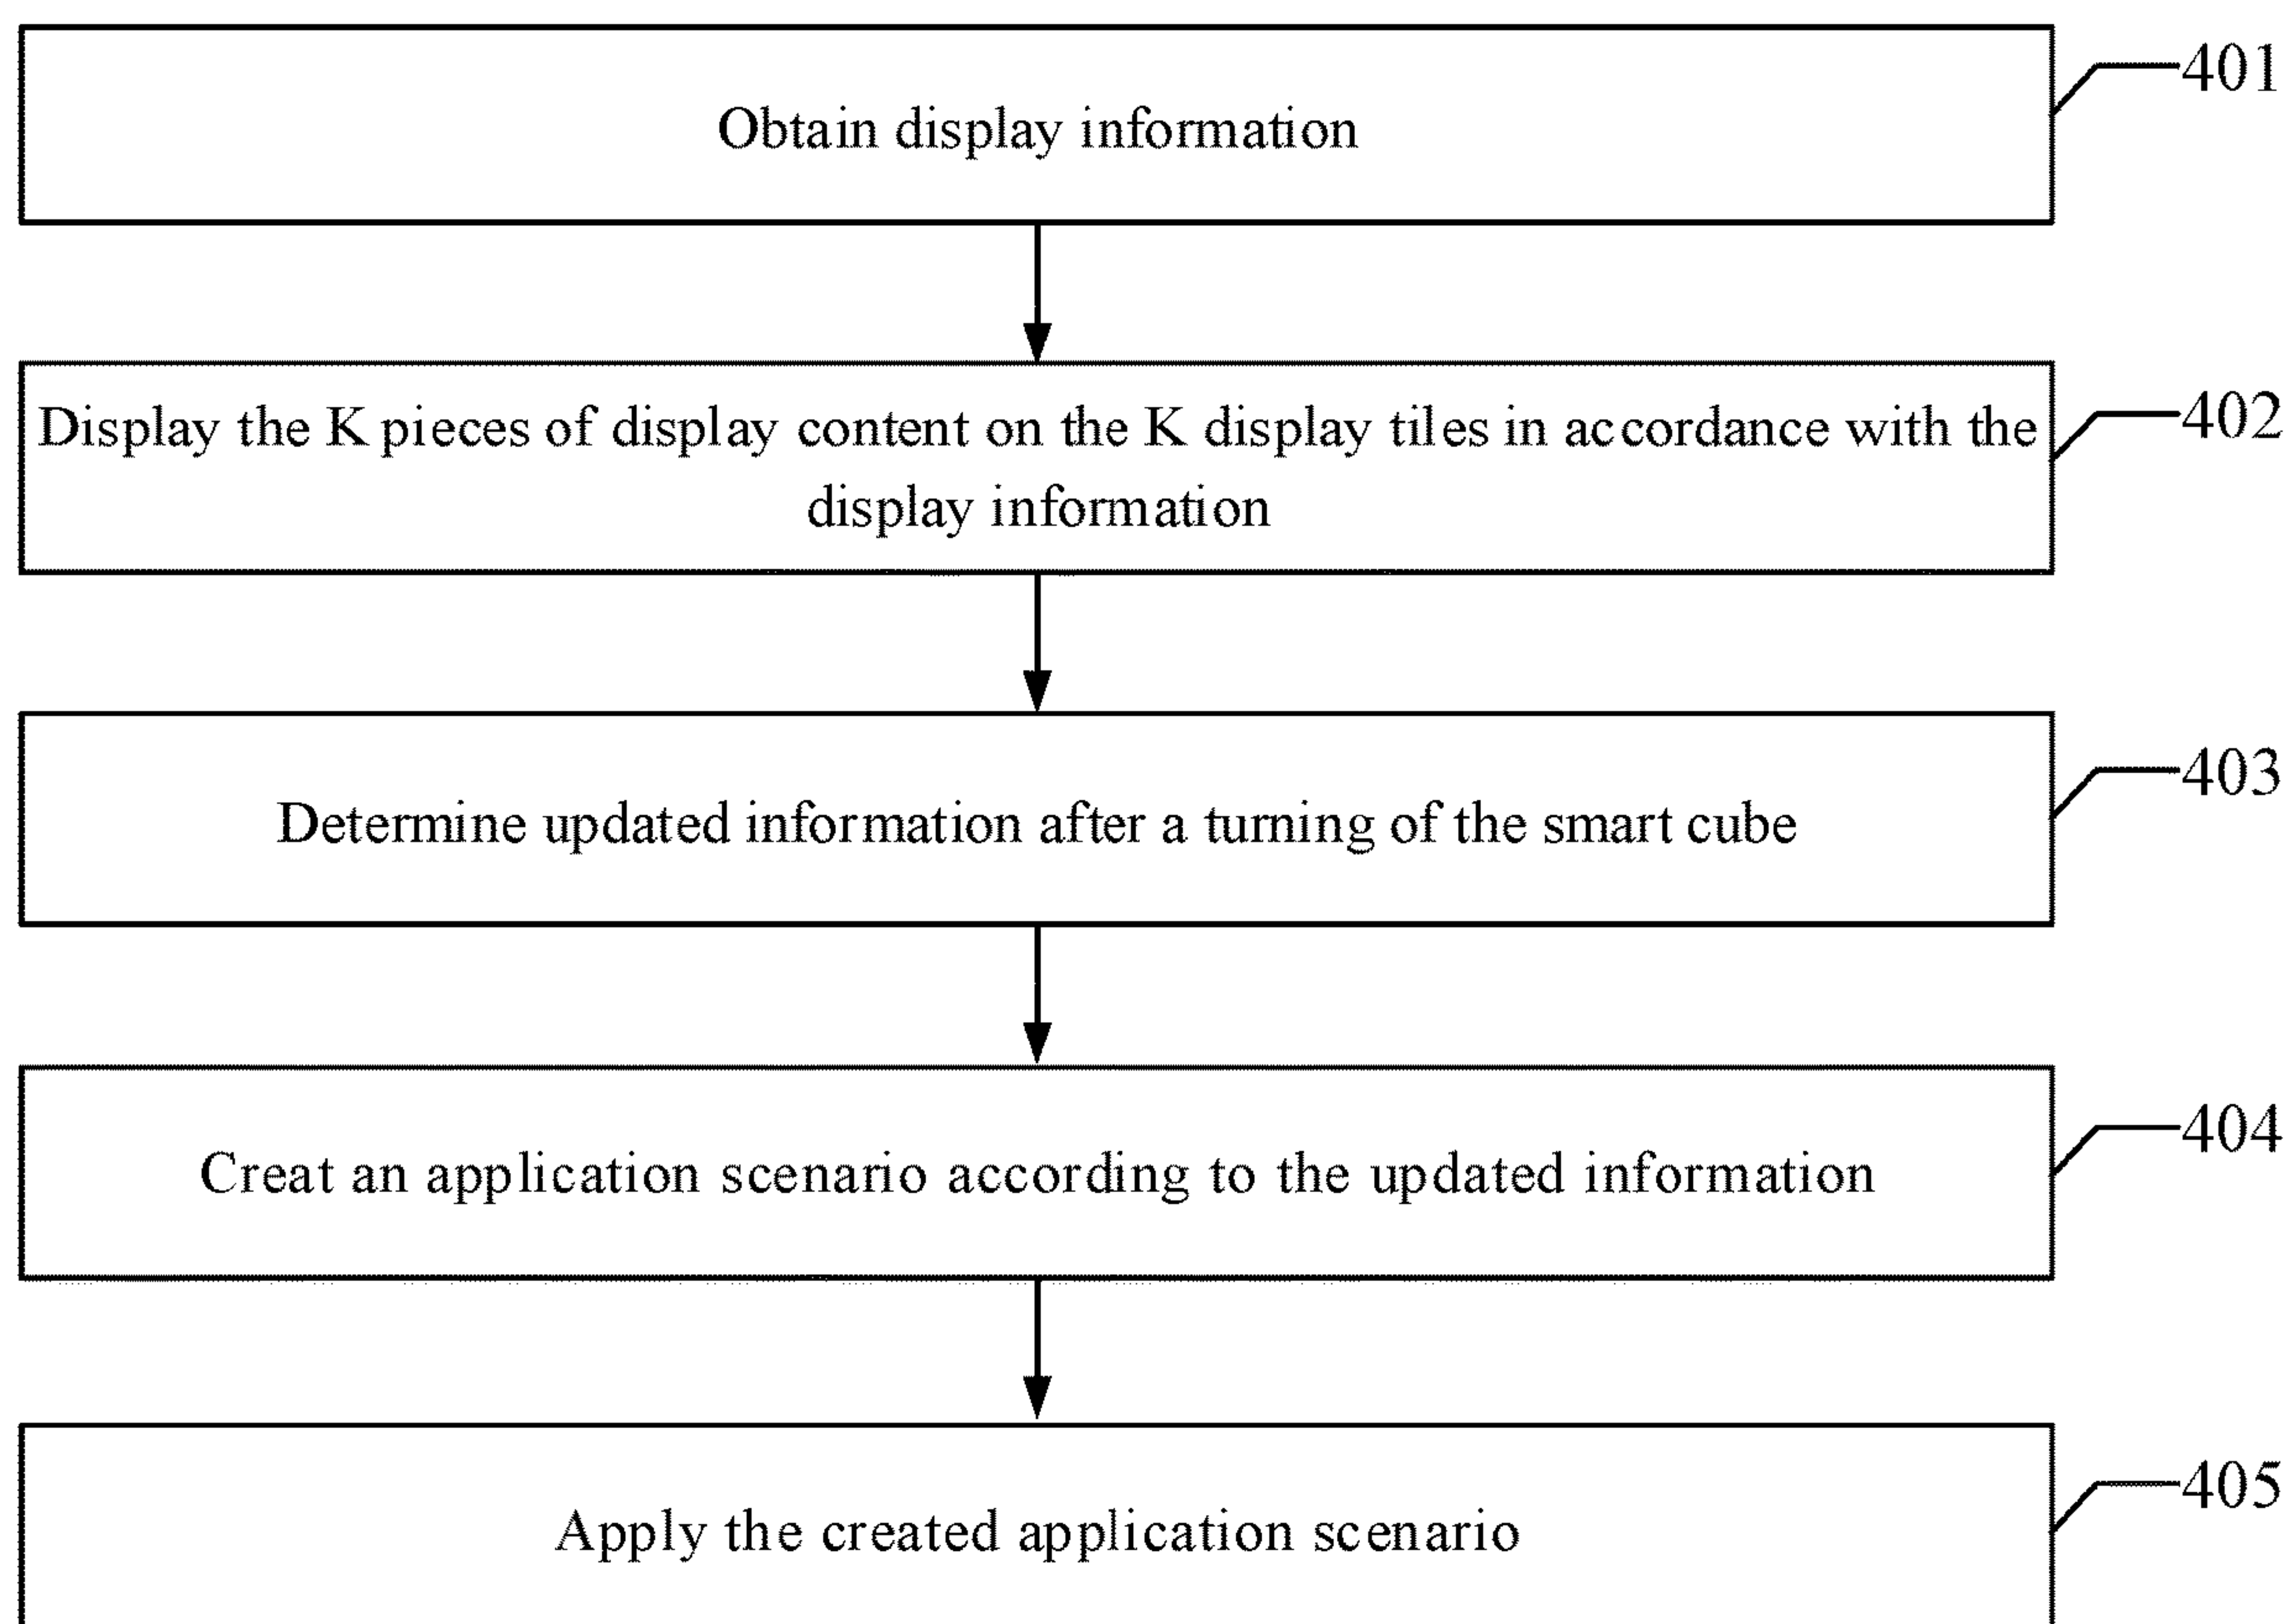 Obtain display information
401
Display the K pieces of display content on the K display tiles in accordance with the
display information
402
Determine updated information after a turning of the smart cube
403
Creat an application scenario according to the updated information
404
Apply the created application scenario
405